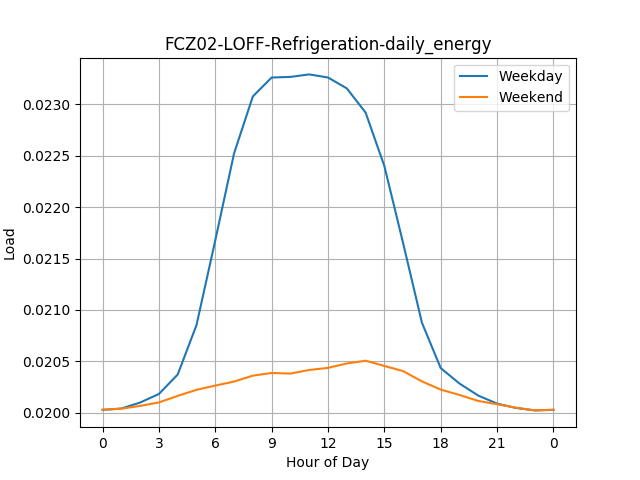 FCZ02-LOFF-Refrigeration-daily_energy
Weekday
Weekend
Load
0.0230
0.0225
0.0220
0.0215
0.0210
0.0205
0.0200
0 3 6 9 12 15 18 21 0
Hour of Day